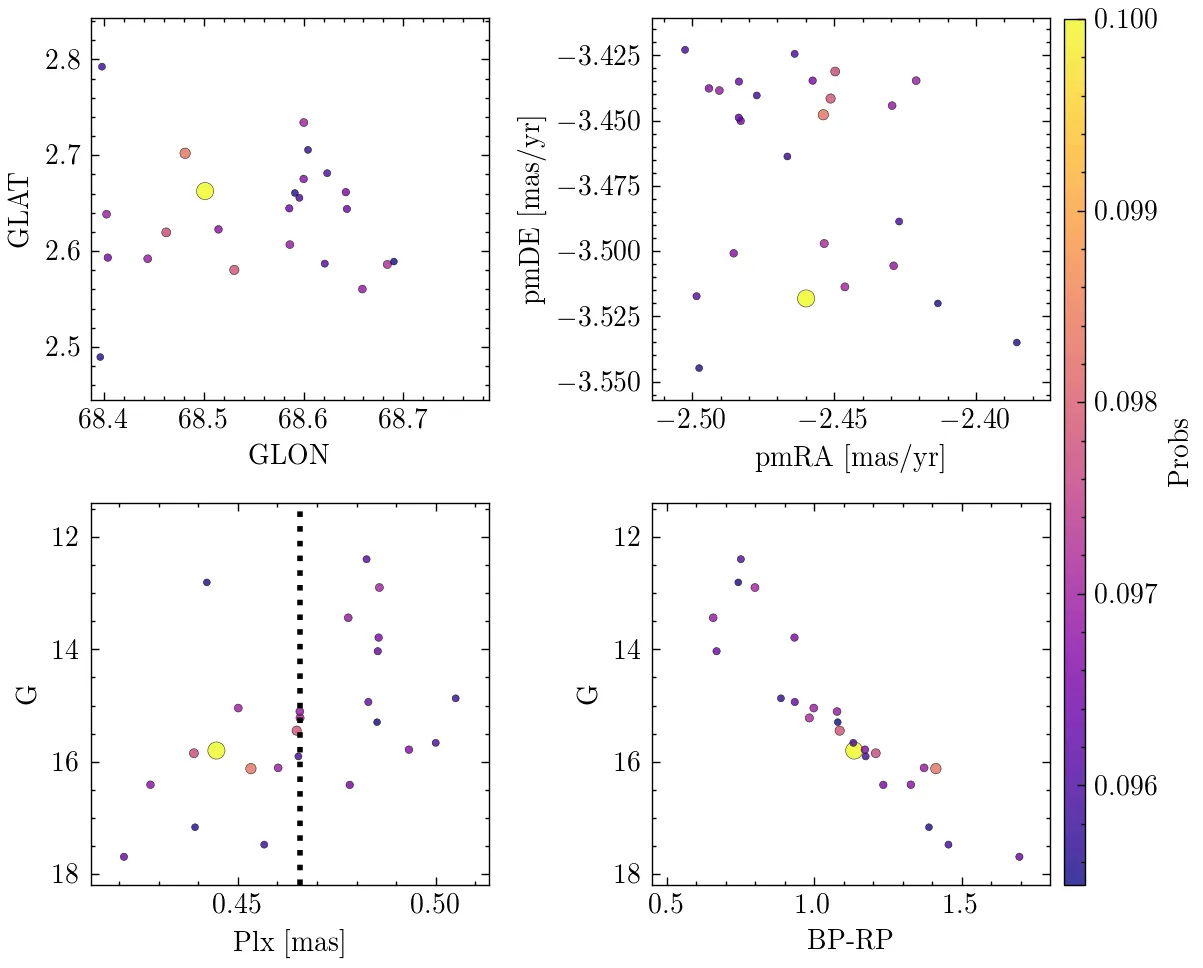 2.8
2.7
2.6
2.5
GLAT
68.4 68.5 68.6 68.7
GLON
−3.425
−3.450
−3.475
−3.500
−3.525
−3.550
pmDE [mas/yr]
−2.50 −2.45 −2.40
pmRA [mas/yr]
0.100
0.099
0.098
0.097
0.096
Probs
12
14
16
18
G
0.45 0.50
Plx [mas]
12
14
16
18
G
0.5 1.0 1.5
BP-RP